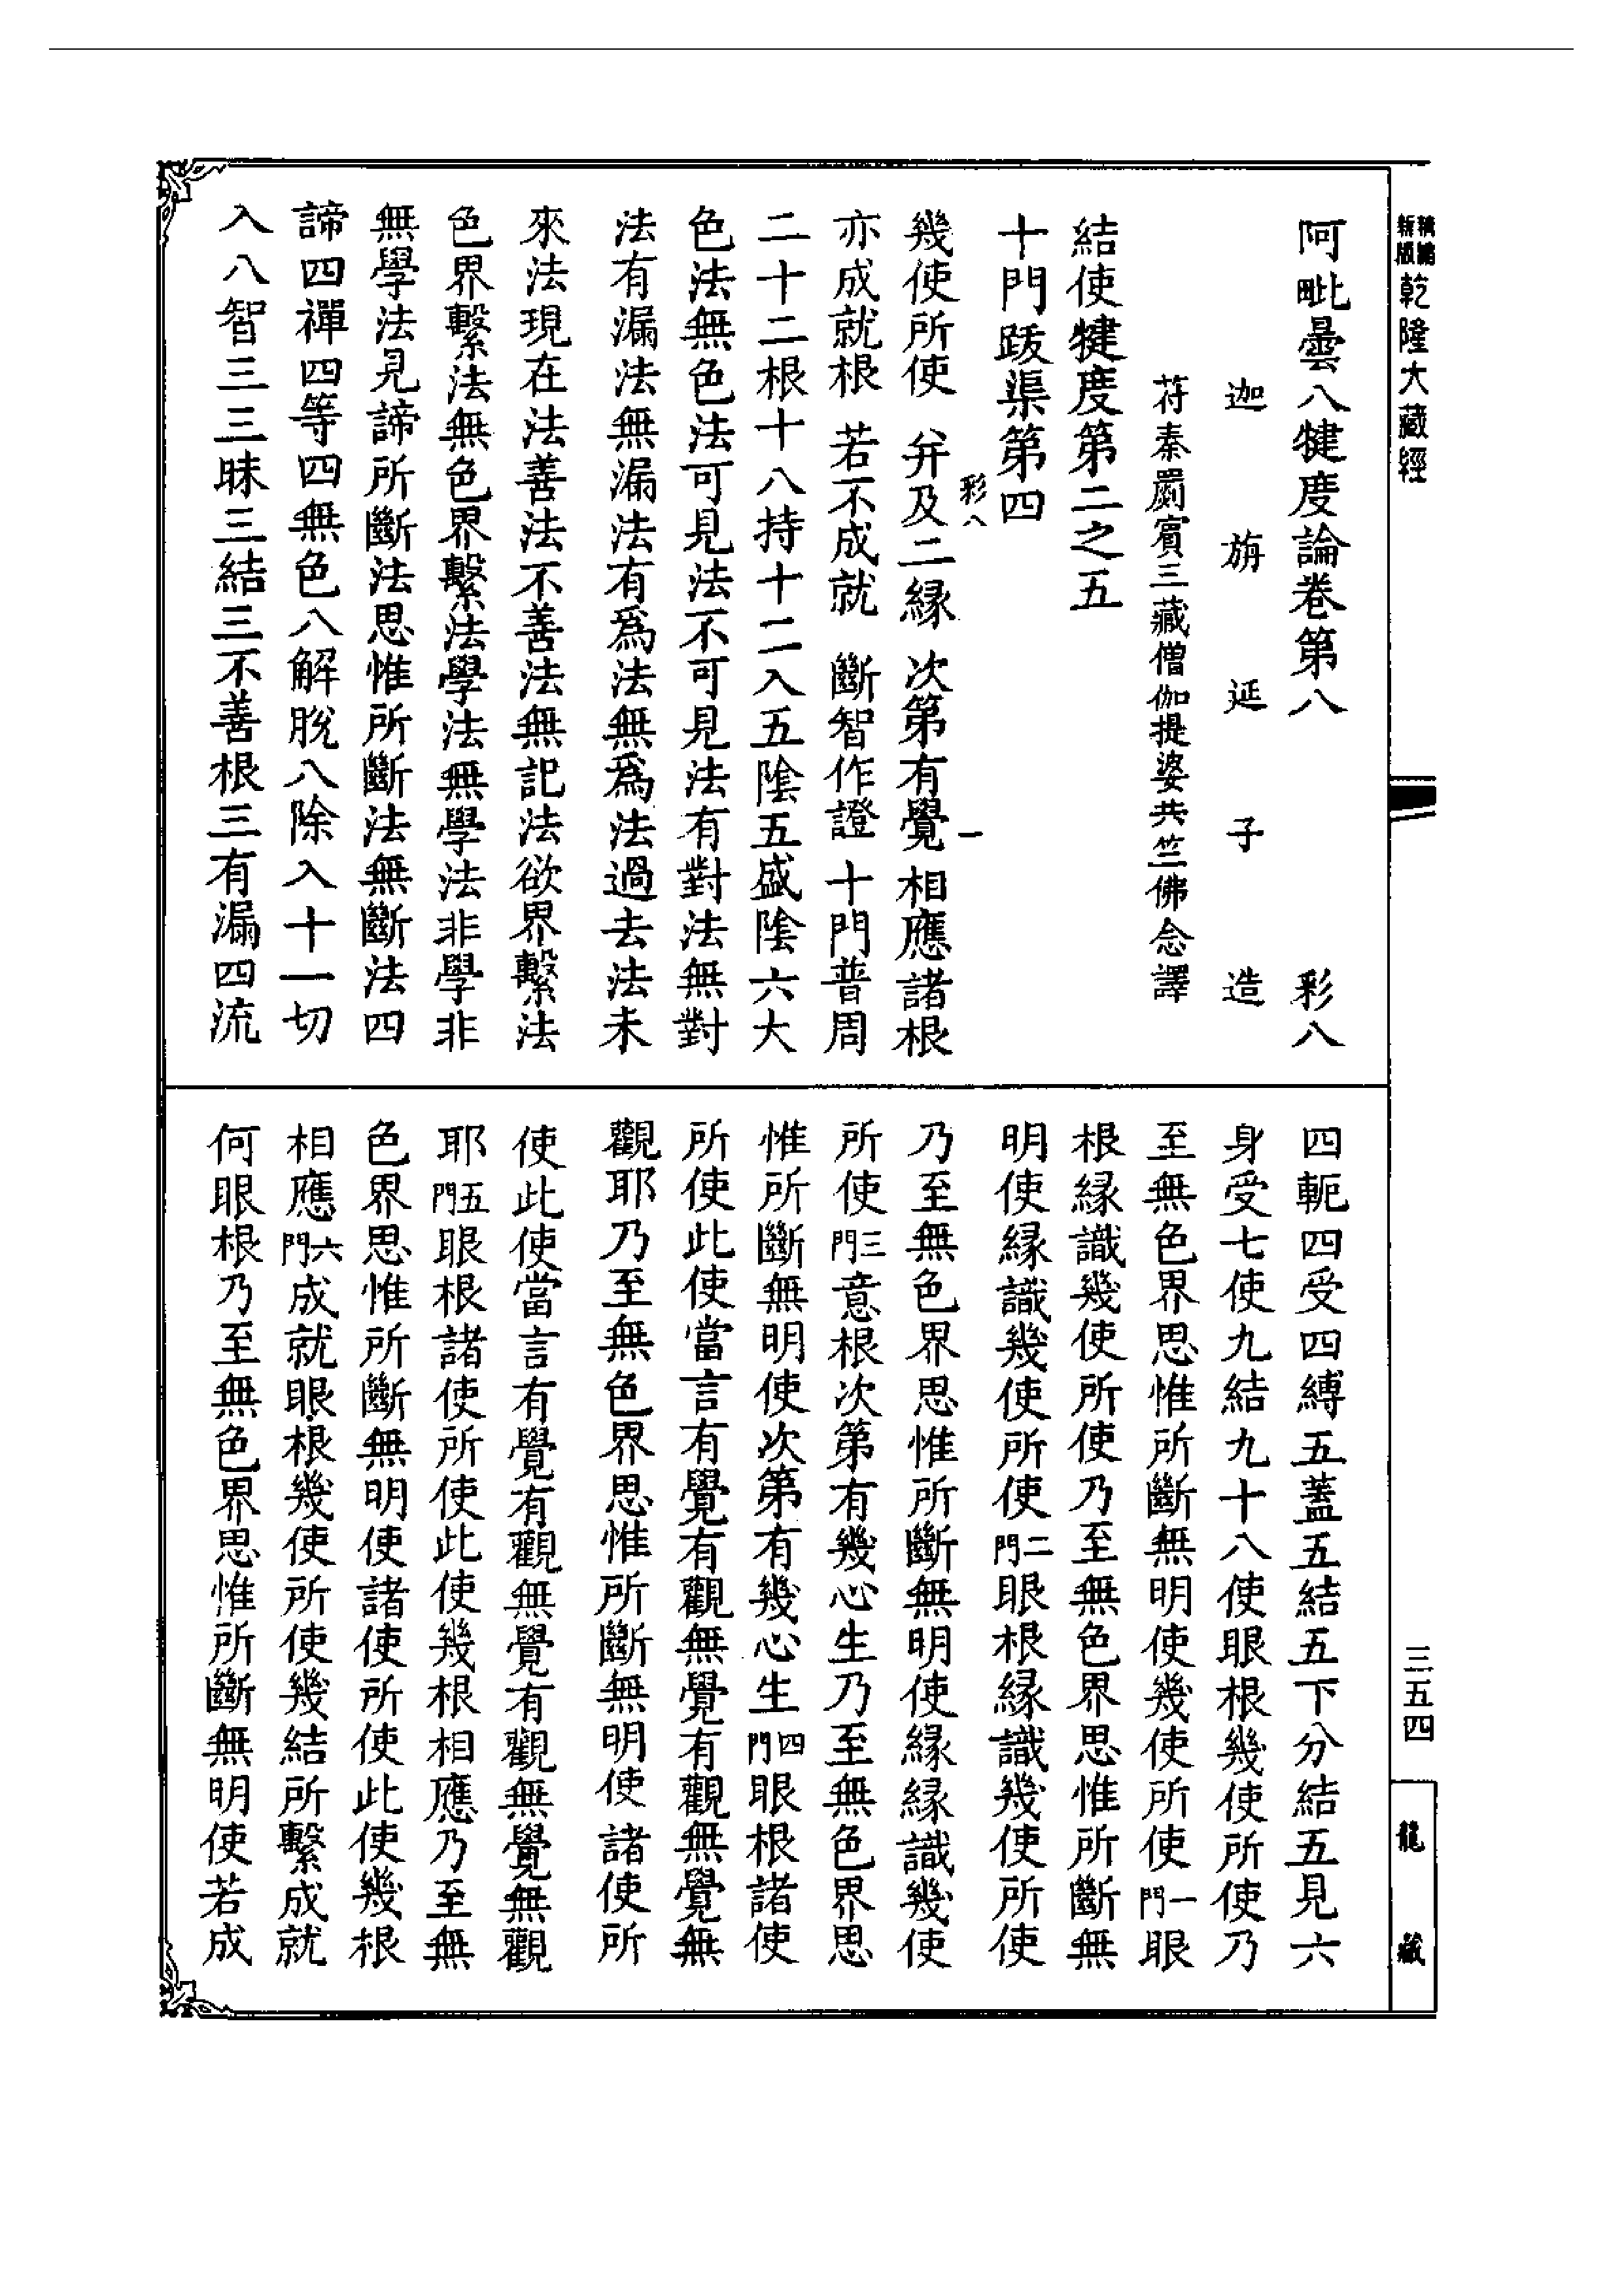 精編新版乾隆大藏經
三五四
龍藏
阿毗曇八犍度論卷第八 彩八
迦旃延子造
苻秦罽賓三藏僧伽提婆共竺佛念譯
結使犍度第二之五
十門跋渠第四
彩八 一
幾使所使 并及二緣 次第有覺 相應諸根
亦成就根 若不成就 斷智作證 十門普周
二十二根十八持十二入五陰五盛陰六大
色法無色法可見法不可見法有對法無對
法有漏法無漏法有爲法無爲法過去法未
來法現在法善法不善法無記法欲界繫法
色界繫法無色界繫法學法無學法非學非
無學法見諦所斷法思惟所斷法無斷法四
諦四禪四等四無色八解脫八除入十一切
入八智三三昧三結三不善根三有漏四流
四軛四受四縛五蓋五結五下分結五見六
身受七使九結九十八使眼根幾使所使乃
至無色界思惟所斷無明使幾使所使一門眼
根緣識幾使所使乃至無色界思惟所斷無
明使緣識幾使所使二門眼根緣識幾使所使
乃至無色界思惟所斷無明使緣緣識幾使
所使三門意根次第有幾心生乃至無色界思
惟所斷無明使次第有幾心生四門眼根諸使
所使此使當言有覺有觀無覺有觀無覺無
觀耶乃至無色界思惟所斷無明使諸使所
使此使當言有覺有觀無覺有觀無覺無觀
耶五門眼根諸使所使此使幾根相應乃至無
色界思惟所斷無明使諸使所使此使幾根
相應六門成就眼根幾使所使幾結所繫成就
何眼根乃至無色界思惟所斷無明使若成